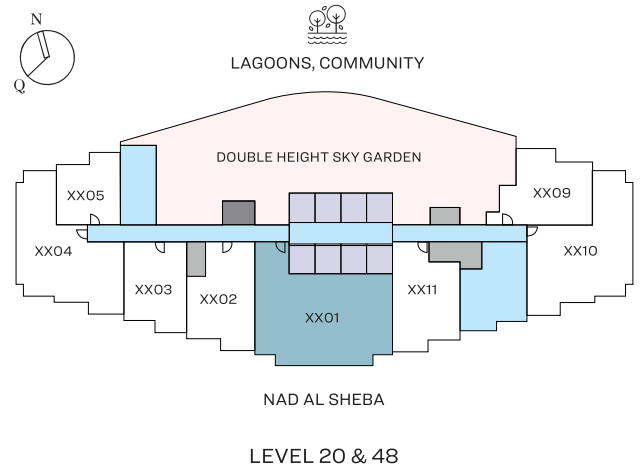 N
Q
LAGOONS, COMMUNITY
DOUBLE HEIGHT SKY GARDEN
XX05
XX09
XX04
XX10
XX03
XX02
XX11
XX01
NAD AL SHEBA
LEVEL 20 & 48